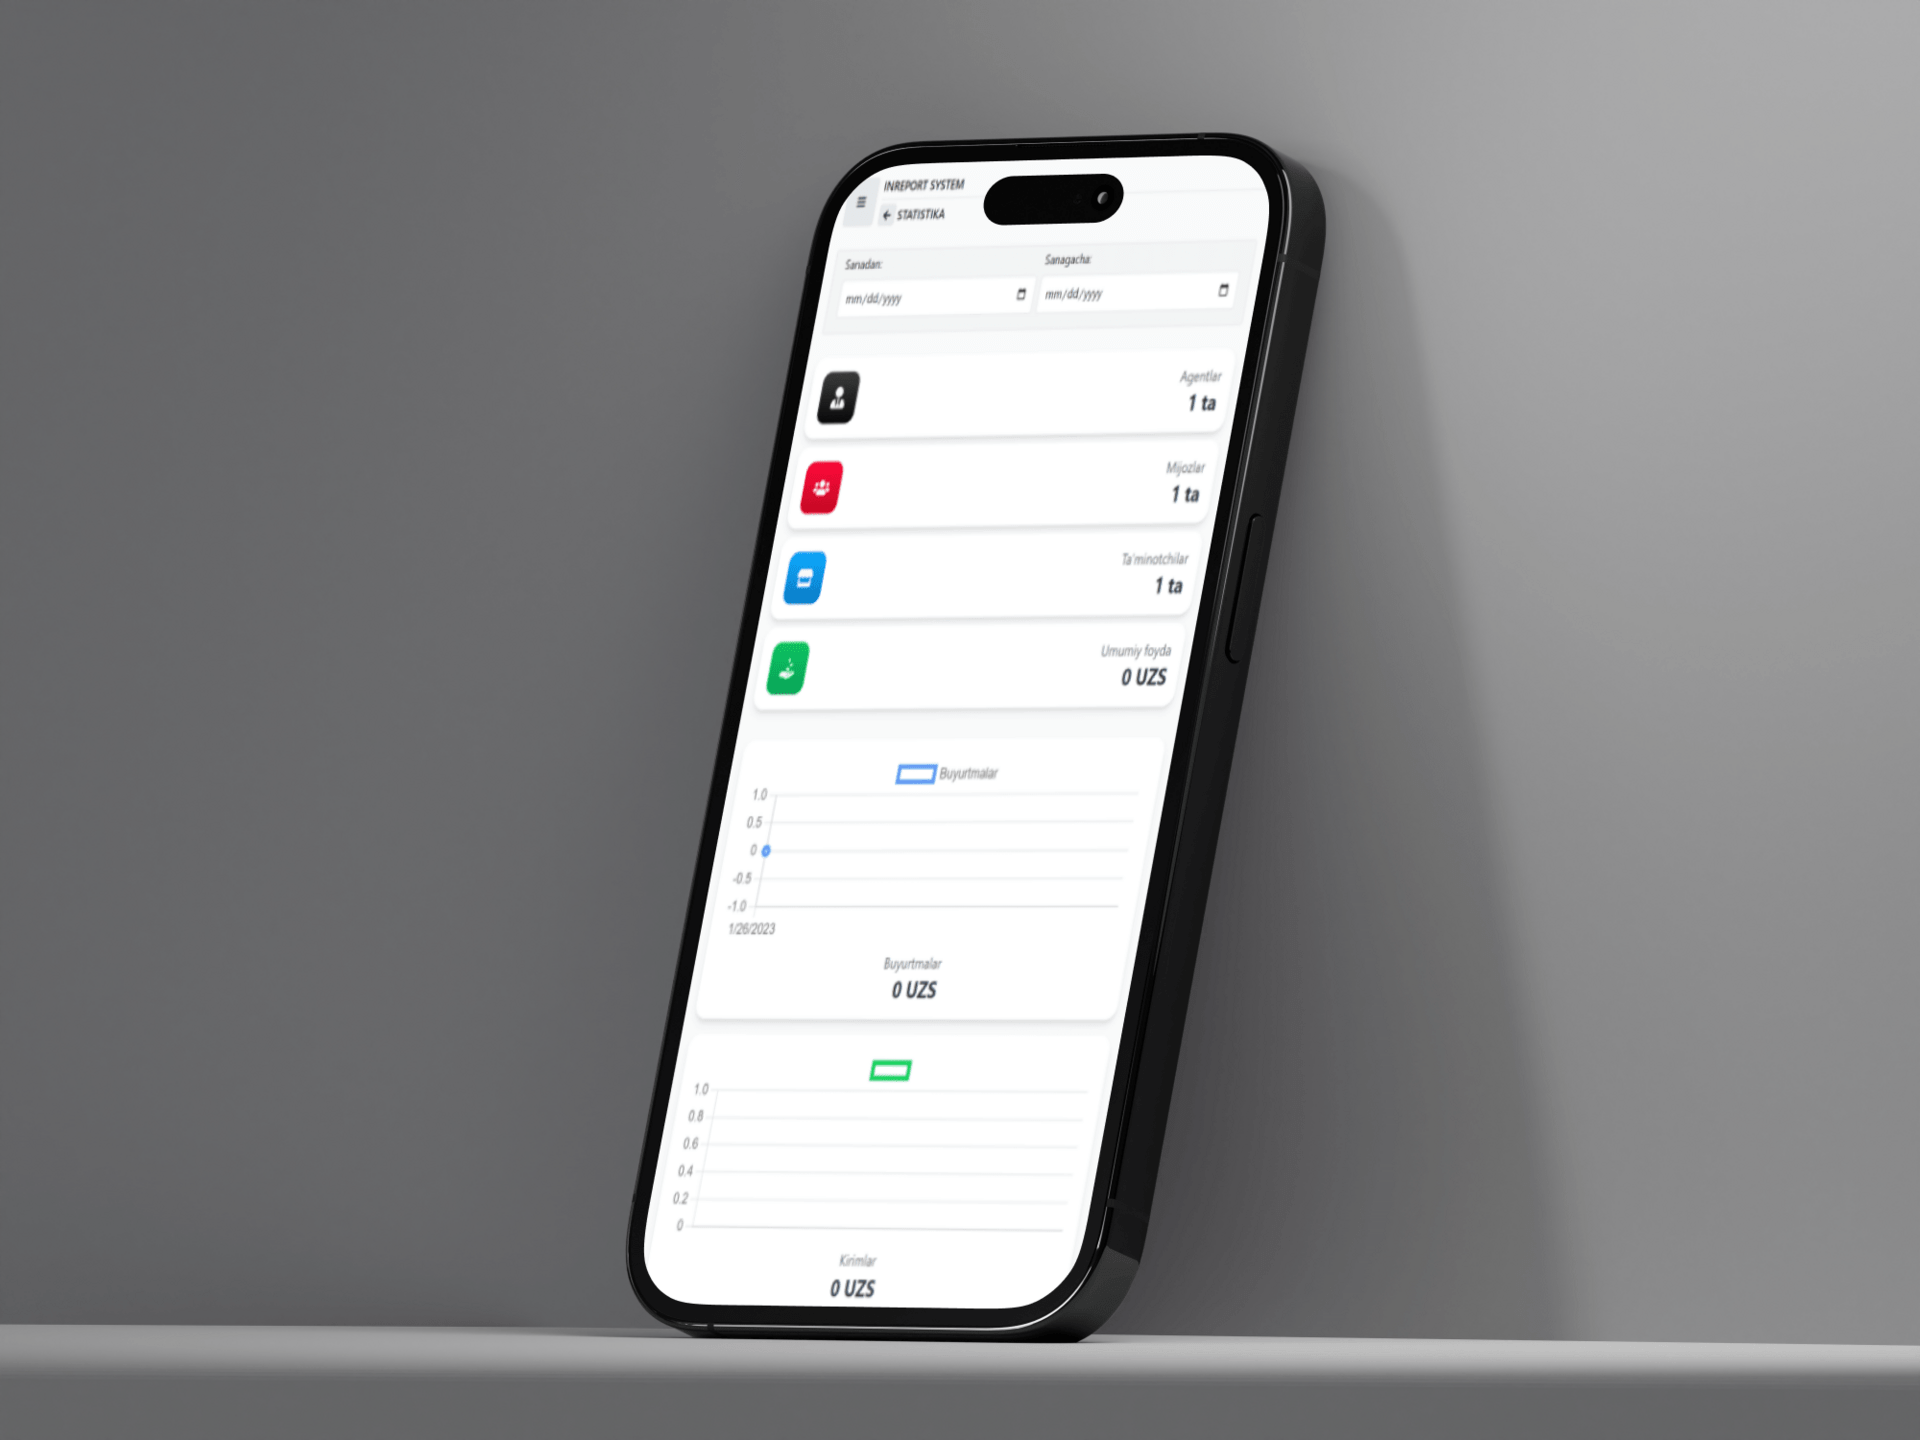 INREPORT SYSTEM
STATISTIKA
Sanadan:
Sanagacha:
mm/dd/yyyy
mm/dd/yyyy
Agentlar
1 ta
Mijozlar
1 ta
Ta'minotchilar
1 ta
Umumiy foyda
0 UZS
Buyurtmalar
1.0
0.5
0
-0.5
-1.0
1/26/2023
Buyurtmalar
0 UZS
1.0
0.8
0.6
0.4
0.2
0
Kirimlar
0 UZS